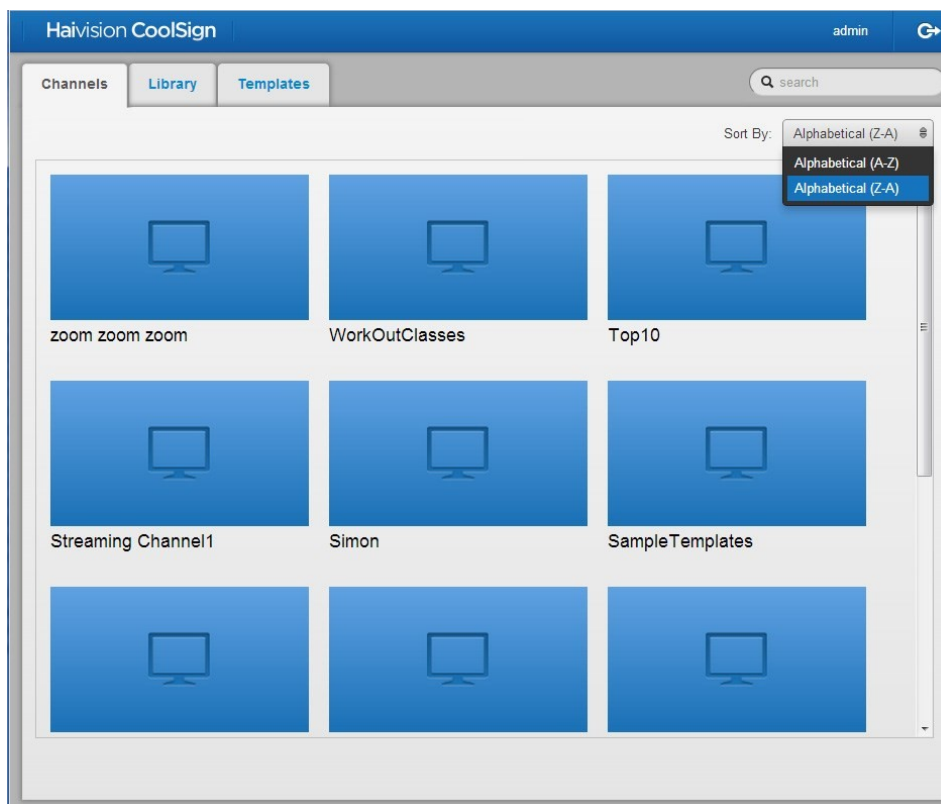 Haivision CoolSign
admin
Channels
Library
Templates
search
Sort By:
Alphabetical (Z-A)
Alphabetical (A-Z)
Alphabetical (Z-A)
zoom zoom zoom
WorkOutClasses
Top10
Streaming Channel1
Simon
SampleTemplates